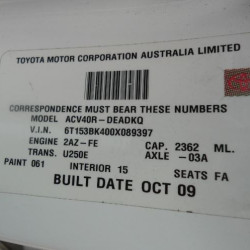 TOYOTA MOTOR CORPORATION AUSTRALIA LIMITED
CORRESPONDENCE MUST BEAR THESE NUMBERS
MODEL ACV40R-DEADKQ
V.I.N. 6T153BK400X089397
ENGINE 2AZ-FE CAP. 2362 ML.
TRANS. U250E AXLE -03A
PAINT 061 INTERIOR 15 SEATS FA
BUILT DATE OCT 09